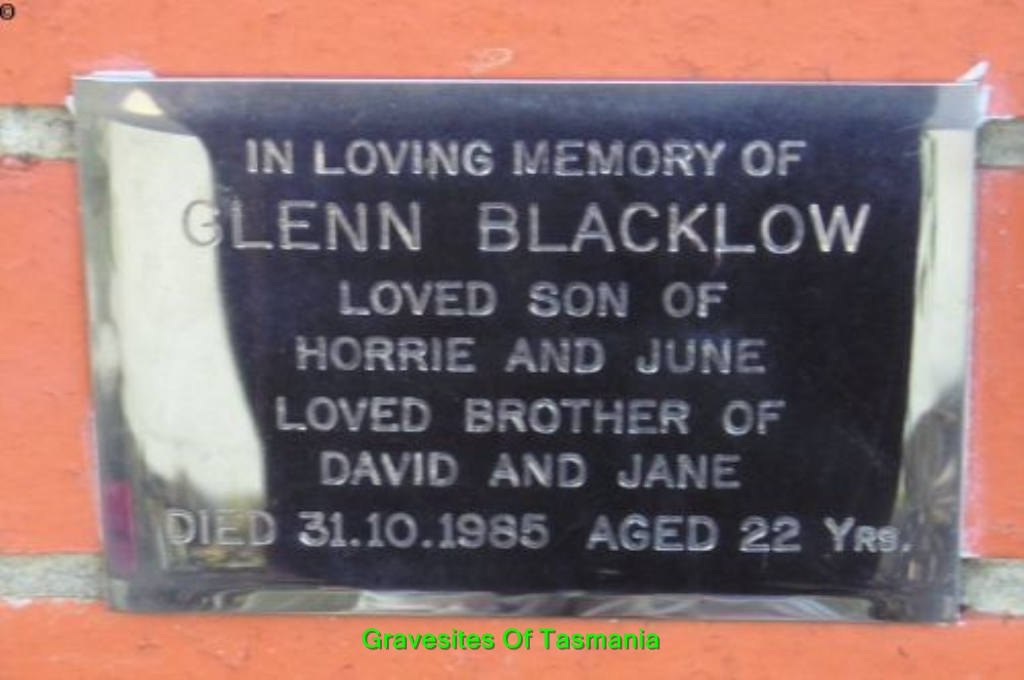 IN LOVING MEMORY OF
GLENN BLACKLOW
LOVED SON OF
HORRIE AND JUNE
LOVED BROTHER OF
DAVID AND JANE
DIED 31.10.1985 AGED 22 YRS.
Gravesites Of Tasmania